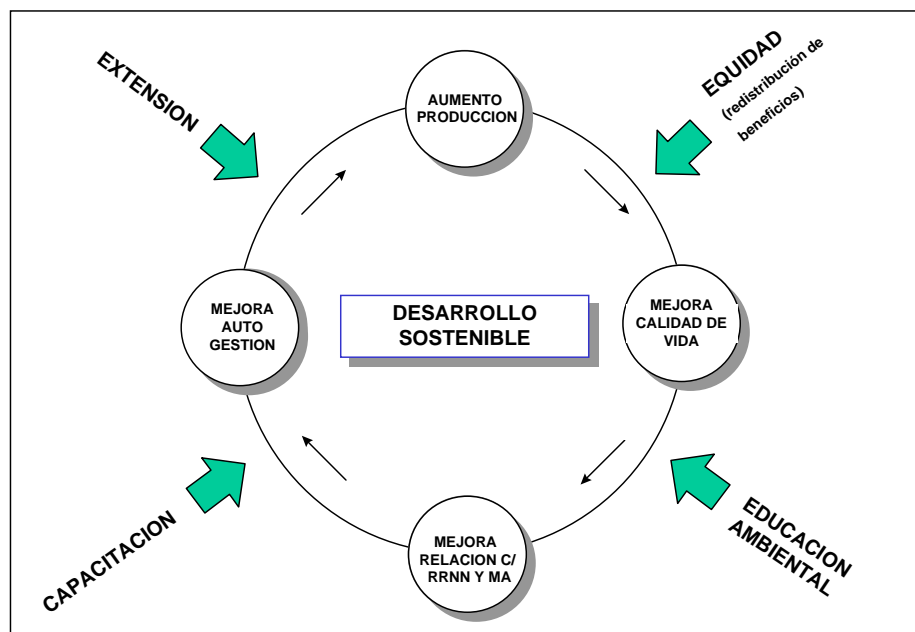 EXTENSION
EQUIDAD
(redistribución de
beneficios)
AUMENTO
PRODUCCION
MEJORA
AUTO
GESTION
DESARROLLO
SOSTENIBLE
MEJORA
CALIDAD DE
VIDA
CAPACITACION
MEJORA
RELACION C/
RRNN Y MA
EDUCACION
AMBIENTAL